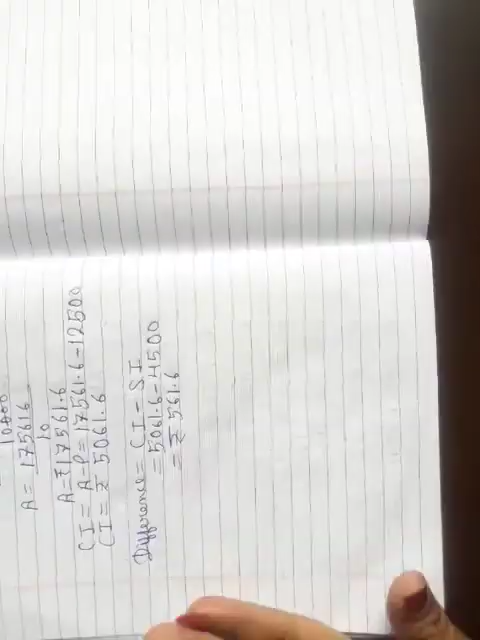 10000
A = 175616
10
A = ₹17561.6
CI = A - P = 17561.6 - 12500
CI = ₹ 5061.6
Difference = CI - SI
= 5061.6 - 4500
= ₹ 561.6